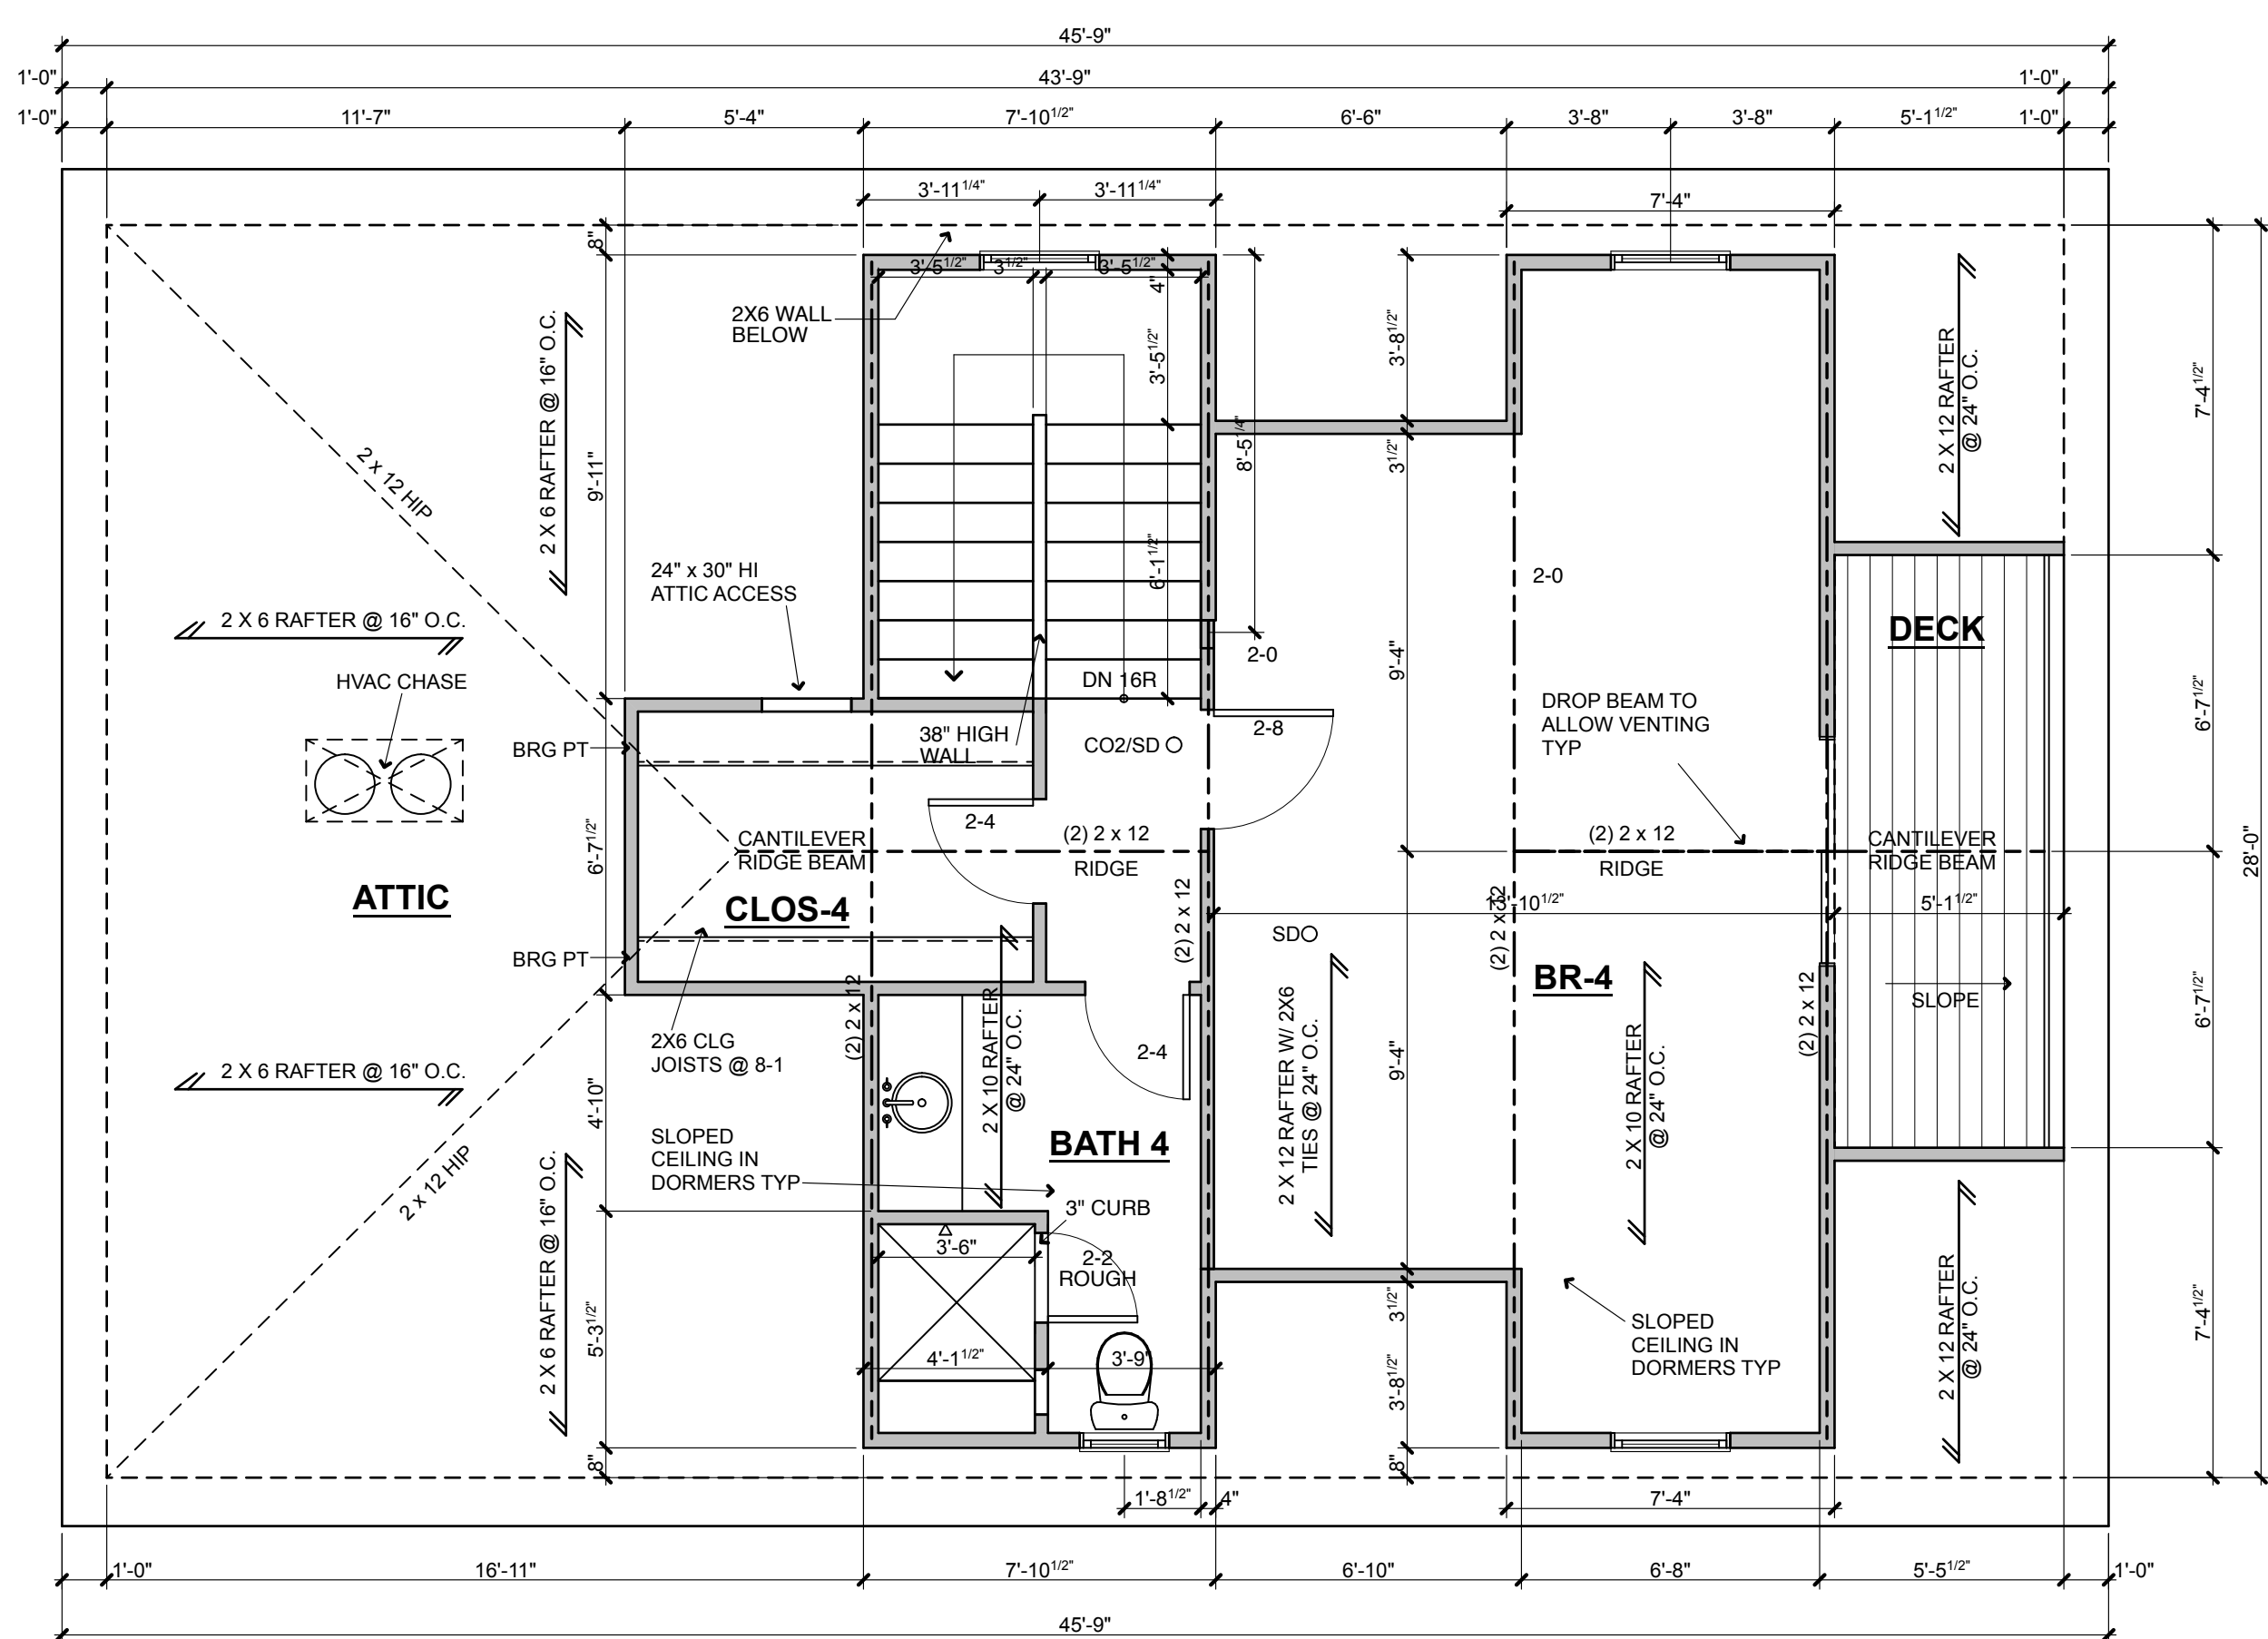 45'-9"
1'-0" 43'-9" 1'-0"
1'-0" 11'-7" 5'-4" 7'-10 1/2" 6'-6" 3'-8" 3'-8" 5'-1 1/2" 1'-0"
3'-11 1/4" 3'-11 1/4"
7'-4"
8"
3'-5 1/2" 3 1/2" 3'-5 1/2"
4"
2X6 WALL
BELOW
3'-5 1/2"
3'-8 1/2"
2 X 6 RAFTER @ 16" O.C.
2 X 12 RAFTER
@ 24" O.C.
7'-4 1/2"
2 x 12 HIP
9'-11"
8'-5 1/4"
3 1/2"
6'-1 1/2"
24" x 30" HI
ATTIC ACCESS
2-0
2 X 6 RAFTER @ 16" O.C.
DECK
2-0
9'-4"
HVAC CHASE
DN 16R
DROP BEAM TO
ALLOW VENTING
TYP
6'-7 1/2"
BRG PT
38" HIGH
WALL
CO2/SD
2-8
2-4
CANTILEVER
RIDGE BEAM
(2) 2 x 12
RIDGE
(2) 2 x 12
RIDGE
CANTILEVER
RIDGE BEAM
28'-0"
6'-7 1/2"
ATTIC
CLOS-4
(2) 2 x 12
(2) 2 x 12
13'-10 1/2"
5'-1 1/2"
SD
BRG PT
BR-4
SLOPE
6'-7 1/2"
(2) 2 x 12
(2) 2 x 12
2X6 CLG
JOISTS @ 8-1
2 X 10 RAFTER
@ 24" O.C.
2-4
2 X 12 RAFTER W/ 2X6
TIES @ 24" O.C.
9'-4"
2 X 10 RAFTER
@ 24" O.C.
2 X 6 RAFTER @ 16" O.C.
4'-10"
SLOPED
CEILING IN
DORMERS TYP
BATH 4
2 x 12 HIP
3" CURB
3'-6"
2-2
ROUGH
2 X 6 RAFTER @ 16" O.C.
5'-3 1/2"
3 1/2"
SLOPED
CEILING IN
DORMERS TYP
2 X 12 RAFTER
@ 24" O.C.
7'-4 1/2"
4'-1 1/2" 3'-9"
3'-8 1/2"
8"
8"
1'-8 1/2" 4"
7'-4"
1'-0" 16'-11" 7'-10 1/2" 6'-10" 6'-8" 5'-5 1/2" 1'-0"
45'-9"